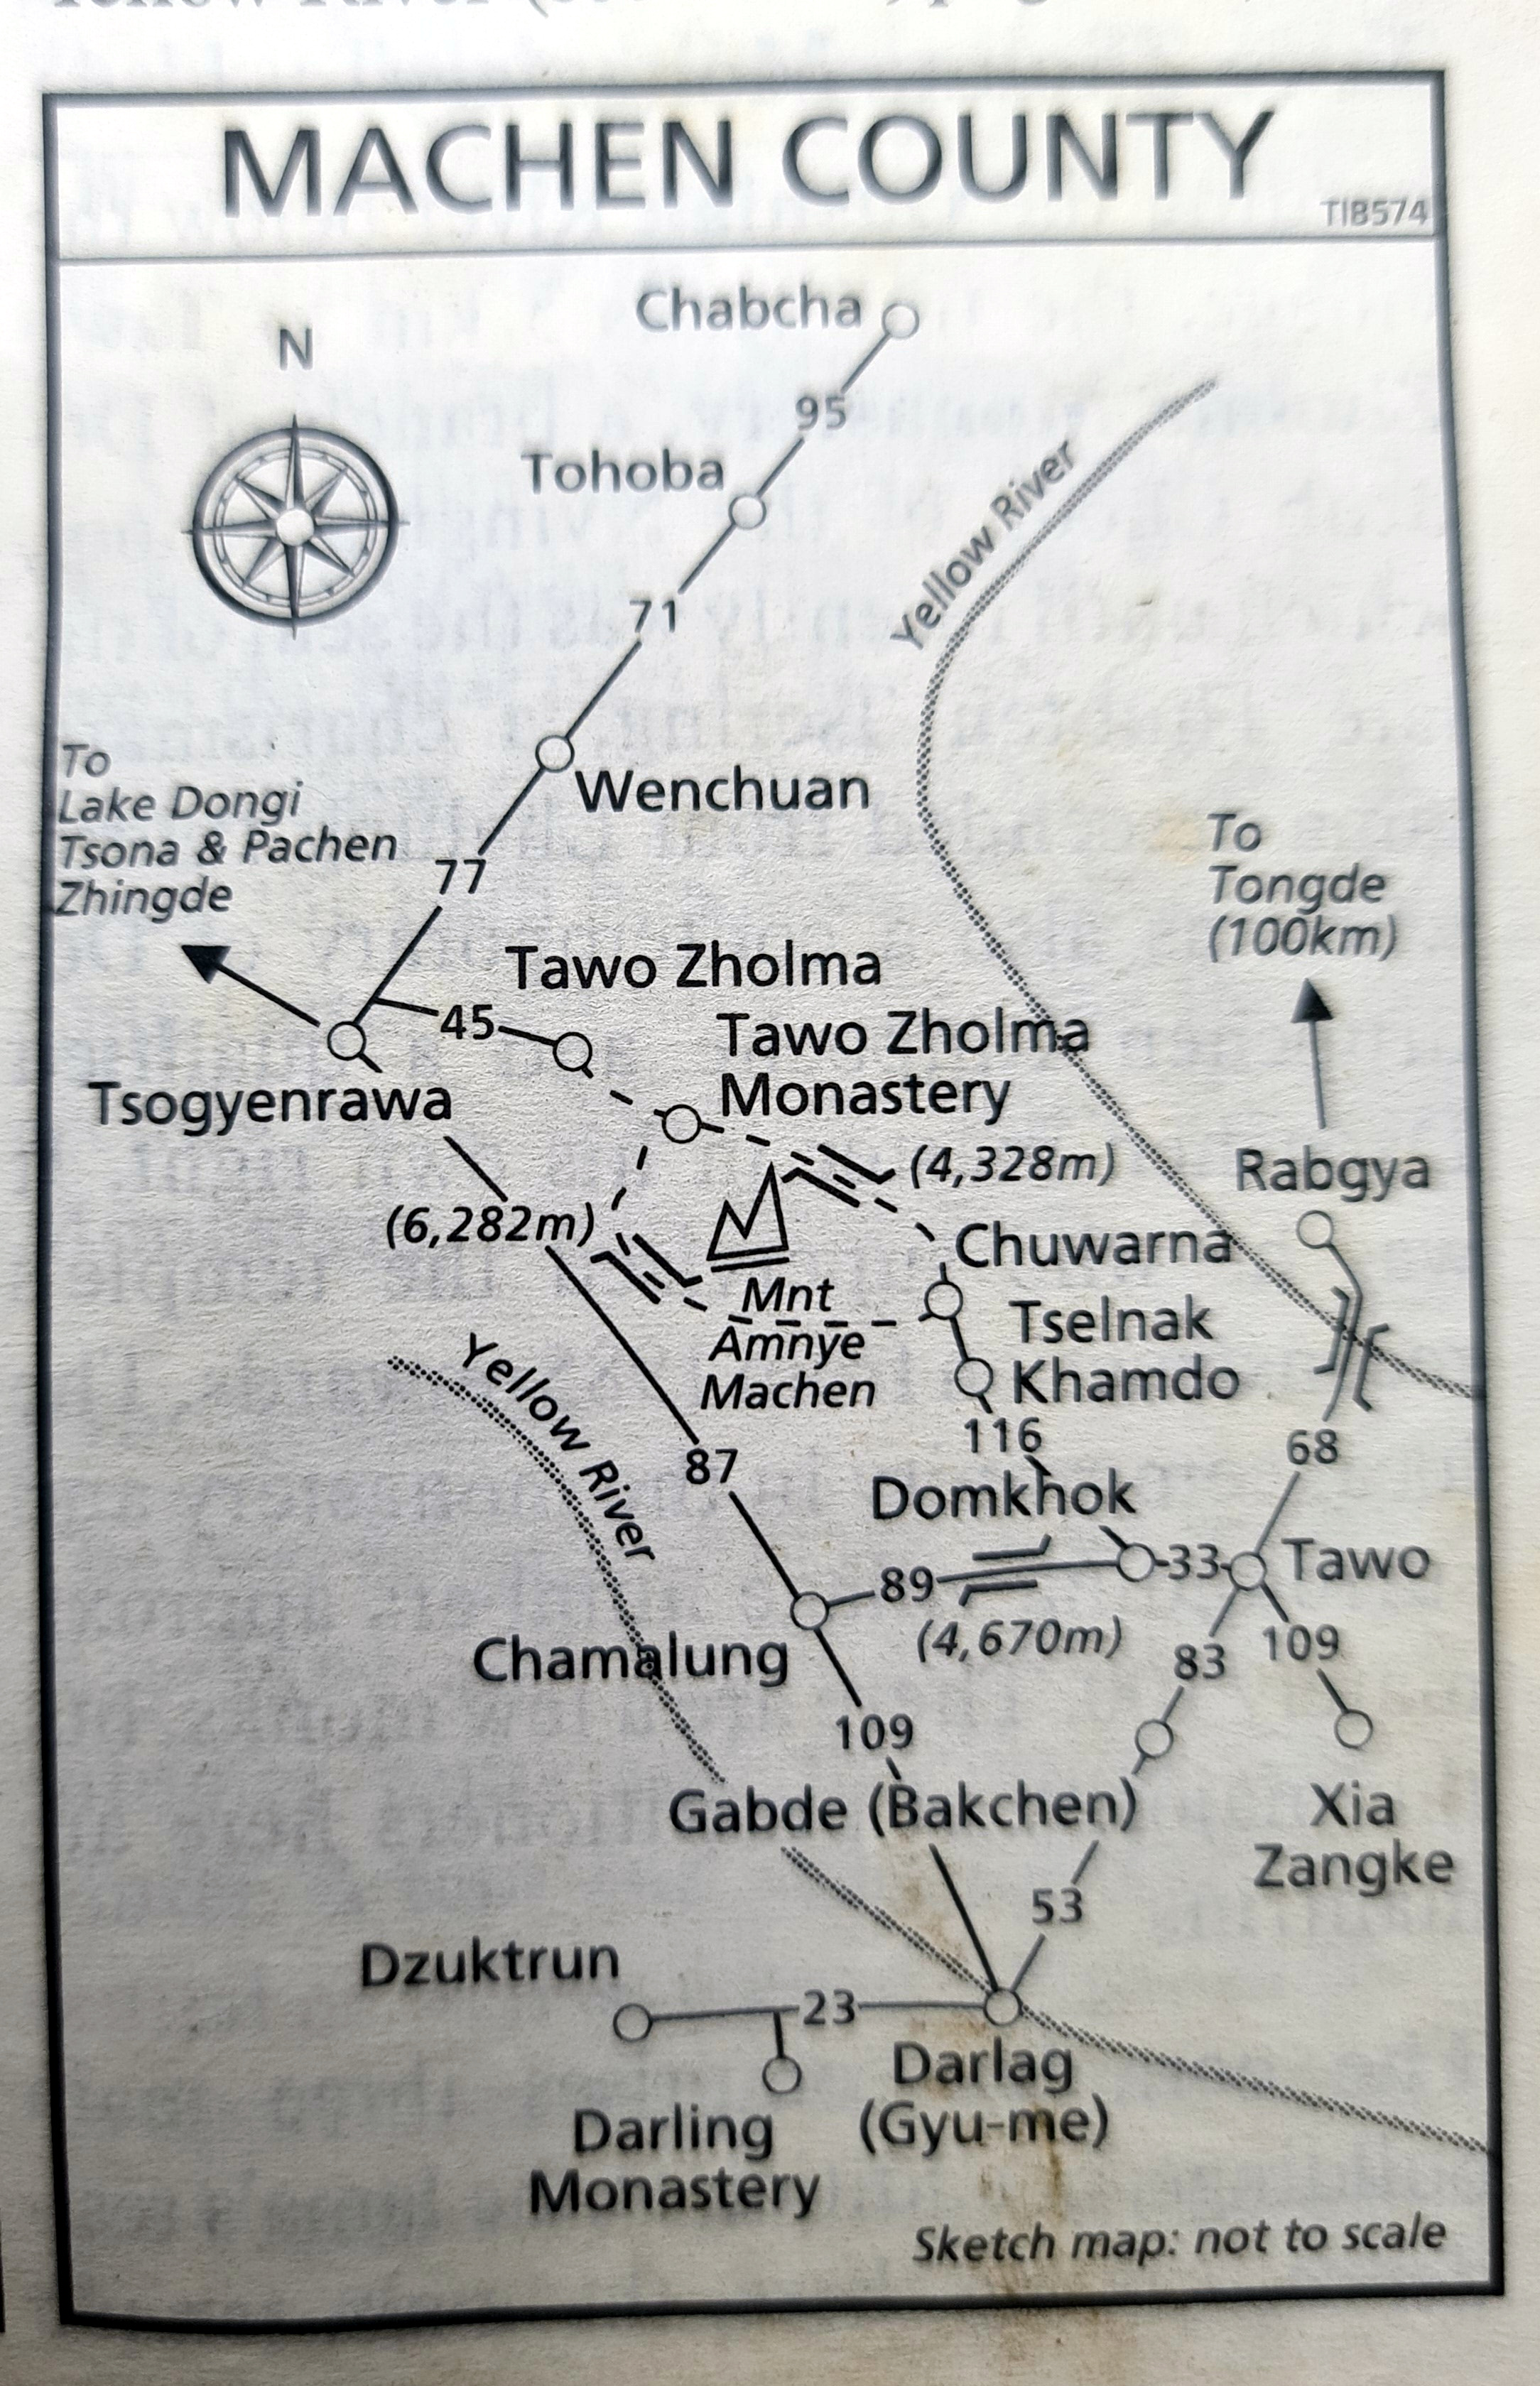 MACHEN COUNTY
TIB574
Chabcha
N
95
Tohoba
Yellow River
71
To
Lake Dongi
Tsona & Pachen
Zhingde
Wenchuan
77
To
Tongde
(100km)
Tawo Zholma
45
Tawo Zholma
Monastery
Tsogyenrawa
(4,328m)
Rabgya
(6,282m)
Chuwarna
Mnt
Amnye
Machen
Tselnak
Khamdo
Yellow River
116
68
87
Domkhok
89
33
Tawo
(4,670m)
Chamalung
83
109
109
Gabde (Bakchen)
Xia
Zangke
53
Dzuktrun
23
Darlag
(Gyu-me)
Darling
Monastery
Sketch map: not to scale